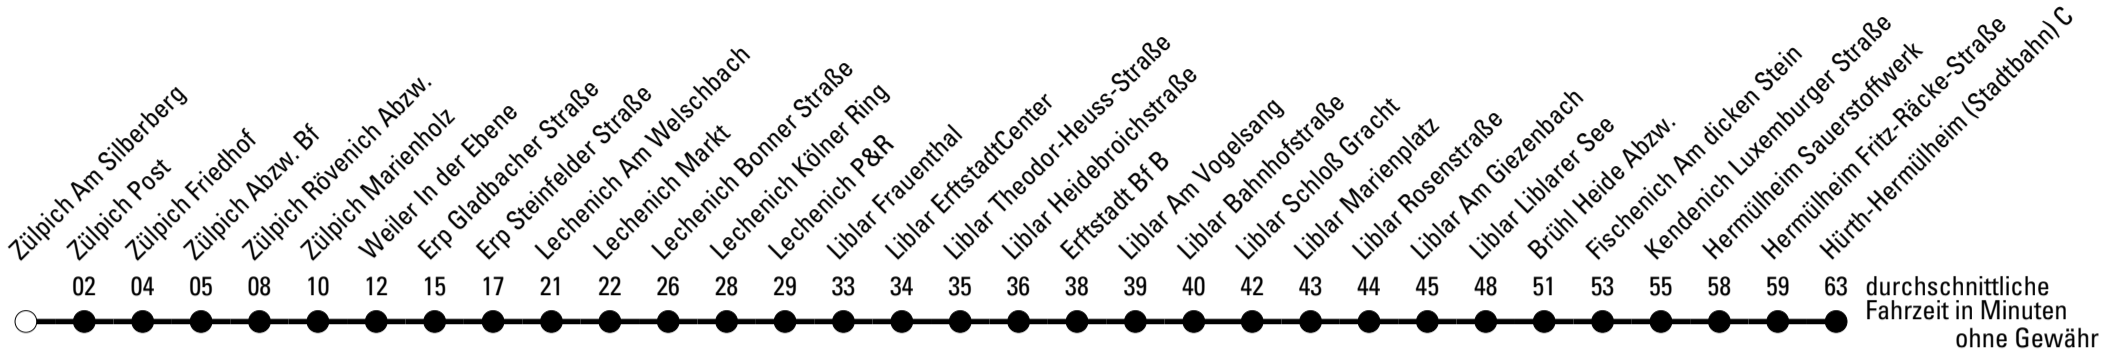 Zülpich Am Silberberg
Zülpich Post
Zülpich Friedhof
Zülpich Abzw. Bf
Zülpich Rövenich Abzw.
Zülpich Marienholz
Weiler In der Ebene
Erp Gladbacher Straße
Erp Steinfelder Straße
Lechenich Am Welschbach
Lechenich Markt
Lechenich Bonner Straße
Lechenich Kölner Ring
Lechenich P&R
Liblar Frauenthal
Liblar ErftstadtCenter
Liblar Theodor-Heuss-Straße
Liblar Heidebroichstraße
Erftstadt Bf B
Liblar Am Vogelsang
Liblar Bahnhofstraße
Liblar Schloß Gracht
Liblar Marienplatz
Liblar Rosenstraße
Liblar Am Giezenbach
Liblar Liblarer See
Brühl Heide Abzw.
Fischenich Am dicken Stein
Kendenich Luxemburger Straße
Hermülheim Sauerstoffwerk
Hermülheim Fritz-Räcke-Straße
Hürth-Hermülheim (Stadtbahn) C
02 04 05 08 10 12 15 17 21 22 26 28 29 33 34 35 36 38 39 40 42 43 44 45 48 51 53 55 58 59 63
durchschnittliche
Fahrzeit in Minuten
ohne Gewähr